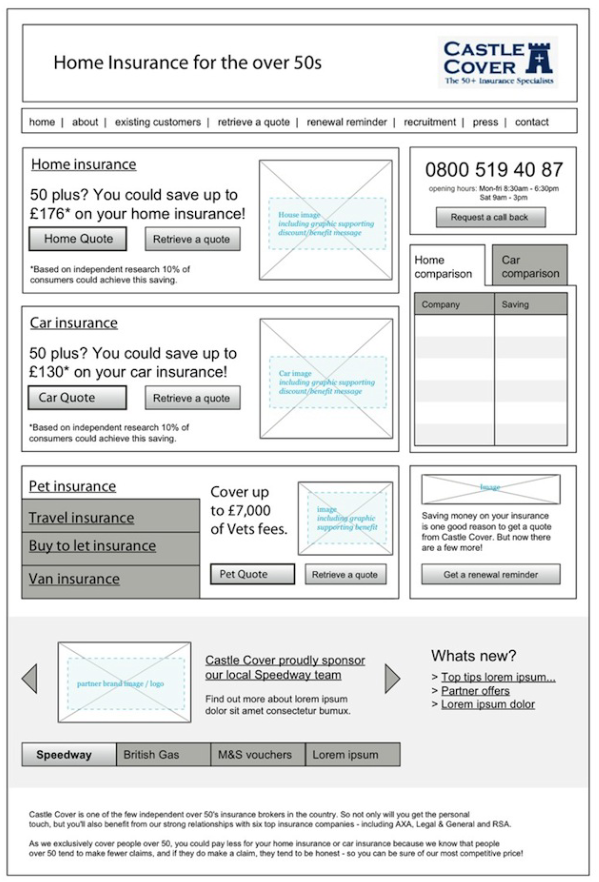 Home Insurance for the over 50s
CASTLE
COVER
The 50+ Insurance Specialists
home | about | existing customers | retrieve a quote | renewal reminder | recruitment | press | contact
Home insurance
50 plus? You could save up to
£176* on your home insurance!
Home Quote
Retrieve a quote
*Based on independent research 10% of
consumers could achieve this saving.
House image
including graphic supporting
discount/benefit message
0800 519 40 87
opening hours: Mon-fri 8:30am - 6:30pm
Sat 9am - 3pm
Request a call back
Home
comparison
Car
comparison
Company
Saving
Car insurance
50 plus? You could save up to
£130* on your car insurance!
Car Quote
Retrieve a quote
*Based on independent research 10% of
consumers could achieve this saving.
Car image
including graphic supporting
discount/benefit message
Pet insurance
Travel insurance
Buy to let insurance
Van insurance
Cover up
to £7,000
of Vets fees.
image
including graphic
supporting benefit
Pet Quote
Retrieve a quote
Image
Saving money on your insurance
is one good reason to get a quote
from Castle Cover. But now there
are a few more!
Get a renewal reminder
partner brand image / logo
Castle Cover proudly sponsor
our local Speedway team
Find out more about lorem ipsum
dolor sit amet consectetur bumux.
Whats new?
> Top tips lorem ipsum...
> Partner offers
> Lorem ipsum dolor
Speedway
British Gas
M&S vouchers
Lorem ipsum
Castle Cover is one of the few independent over 50's insurance brokers in the country. So not only will you get the personal
touch, but you'll also benefit from our strong relationships with six top insurance companies - including AXA, Legal & General and RSA.
As we exclusively cover people over 50, you could pay less for your home insurance or car insurance because we know that people
over 50 tend to make fewer claims, and if they do make a claim, they tend to be honest - so you can be sure of our most competitive price!